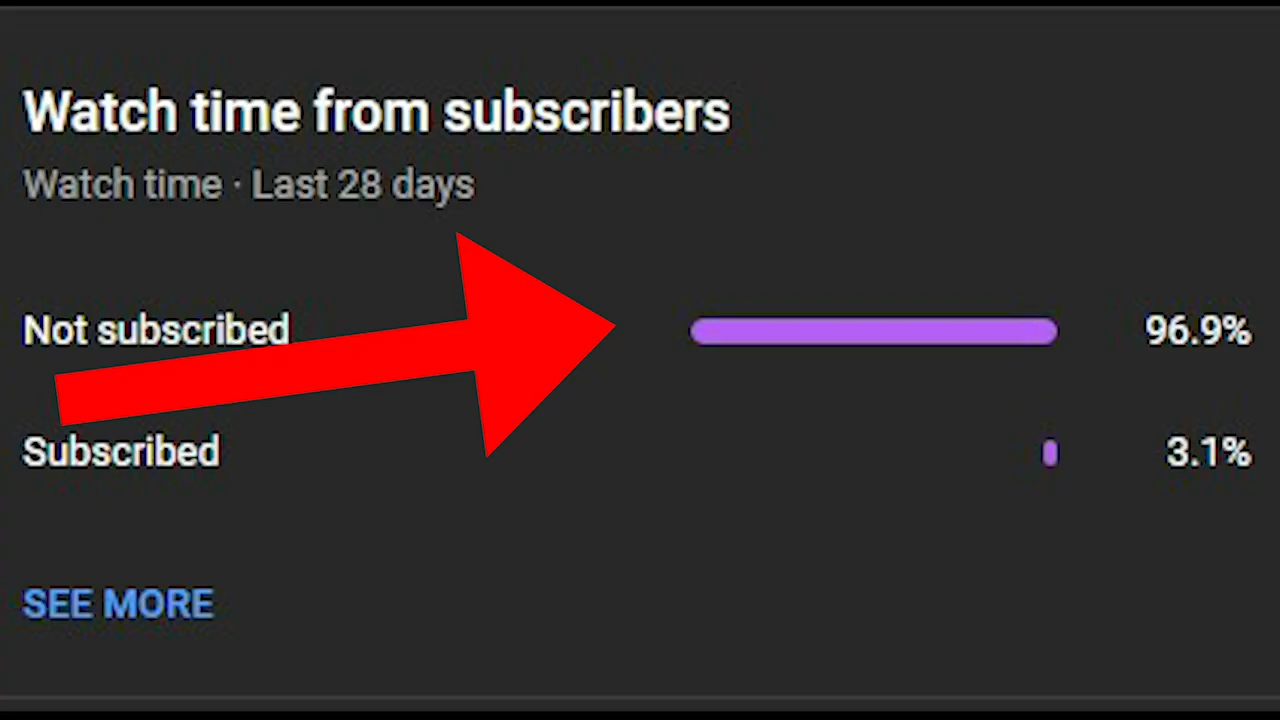 Watch time from subscribers
Watch time · Last 28 days
Not subscribed 96.9%
Subscribed 3.1%
SEE MORE